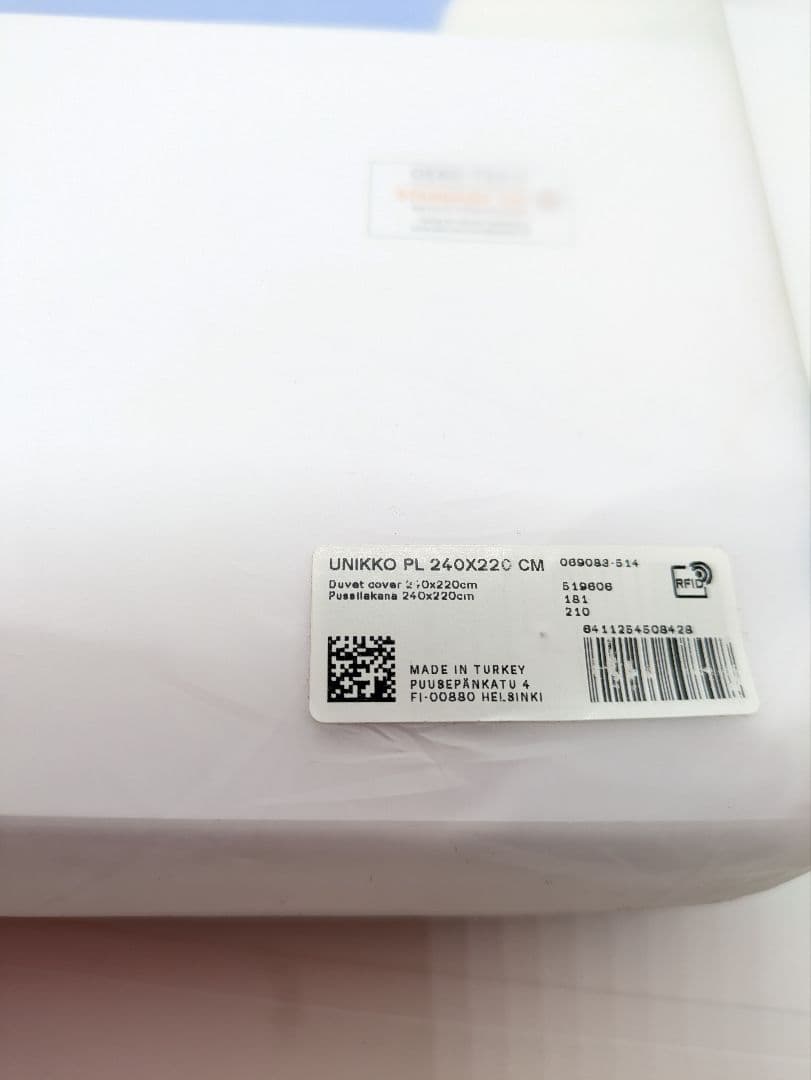 UNIKKO PL 240X220 CM
069083-514
Duvet cover 240x220cm
Pussilakana 240x220cm
519606
181
210
RFID
6411254508428
MADE IN TURKEY
PUUSEPÄNKATU 4
FI-00880 HELSINKI